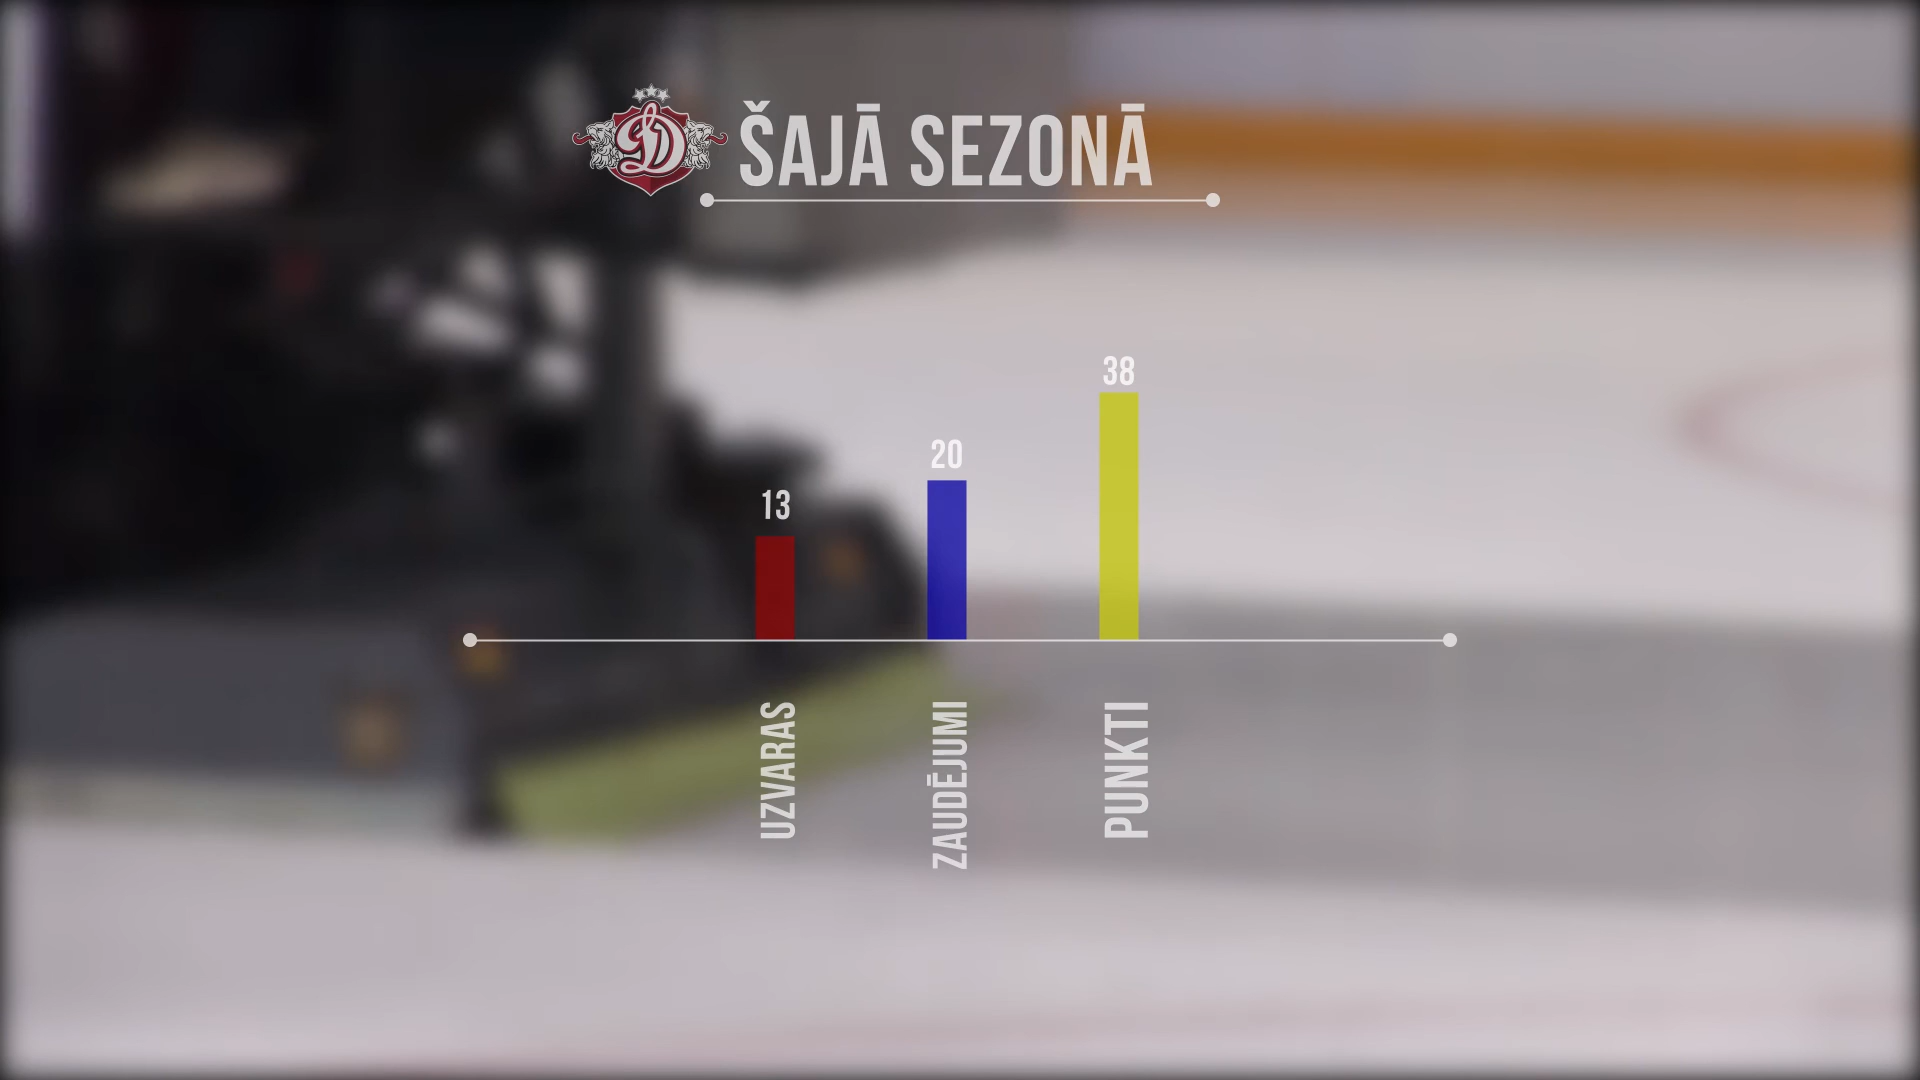 ŠAJĀ SEZONĀ
13
20
38
UZVARAS
ZAUDĒJUMI
PUNKTI